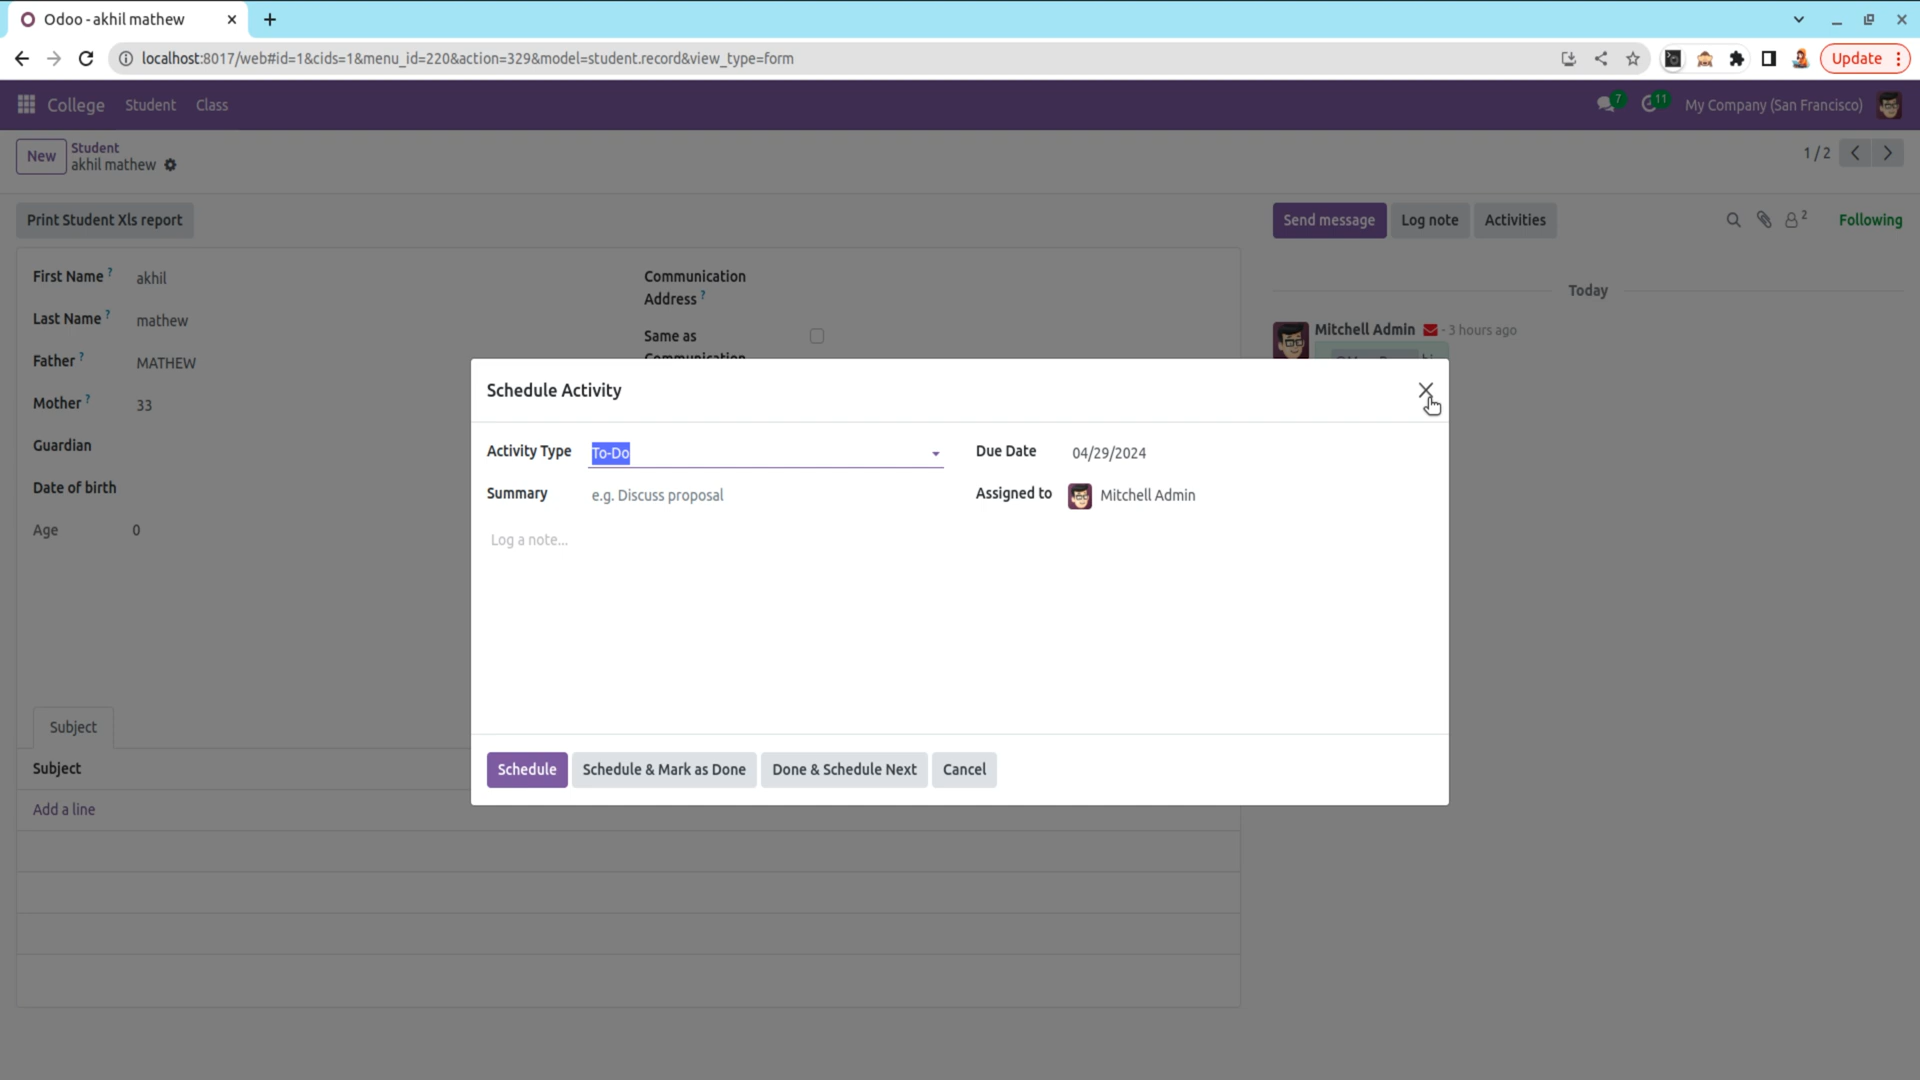 Odoo - akhil mathew
localhost:8017/web#id=1&cids=1&menu_id=220&action=329&model=student.record&view_type=form
Update
College Student Class
7 11 My Company (San Francisco)
New
Student
akhil mathew
1 / 2
Print Student Xls report
Send message Log note Activities
2 Following
First Name ? akhil
Last Name ? mathew
Father ? MATHEW
Mother ? 33
Guardian
Date of birth
Age 0
Communication
Address ?
Same as
Communication
Today
Mitchell Admin - 3 hours ago
Schedule Activity
Activity Type To-Do
Due Date 04/29/2024
Summary e.g. Discuss proposal
Assigned to Mitchell Admin
Log a note...
Schedule Schedule & Mark as Done Done & Schedule Next Cancel
Subject
Subject
Add a line